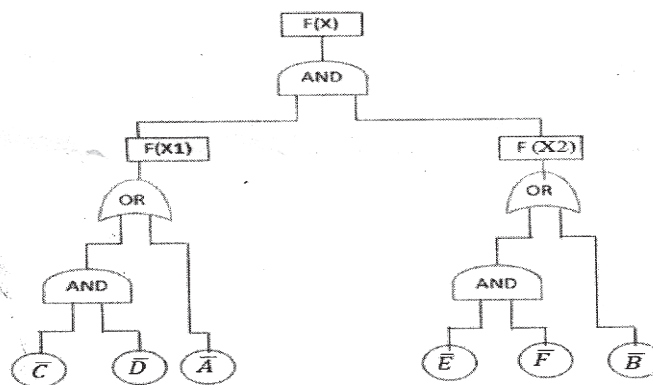 F(X)
AND
F(X1) F (X2)
OR OR
AND AND
C̅ D̅ A̅ E̅ F̅ B̅